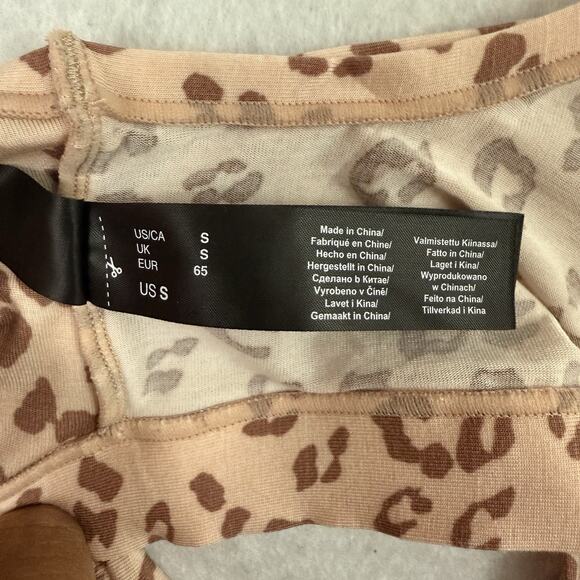 US/CA S
UK S
EUR 65
US S
Made in China/
Fabriqué en Chine/
Hecho en China/
Hergestellt in China/
Сделано в Китае/
Vyrobeno v Číně/
Lavet i Kina/
Gemaakt in China/
Valmistettu Kiinassa/
Fatto in China/
Laget i Kina/
Wyprodukowano
w Chinach/
Feito na China/
Tillverkad i Kina